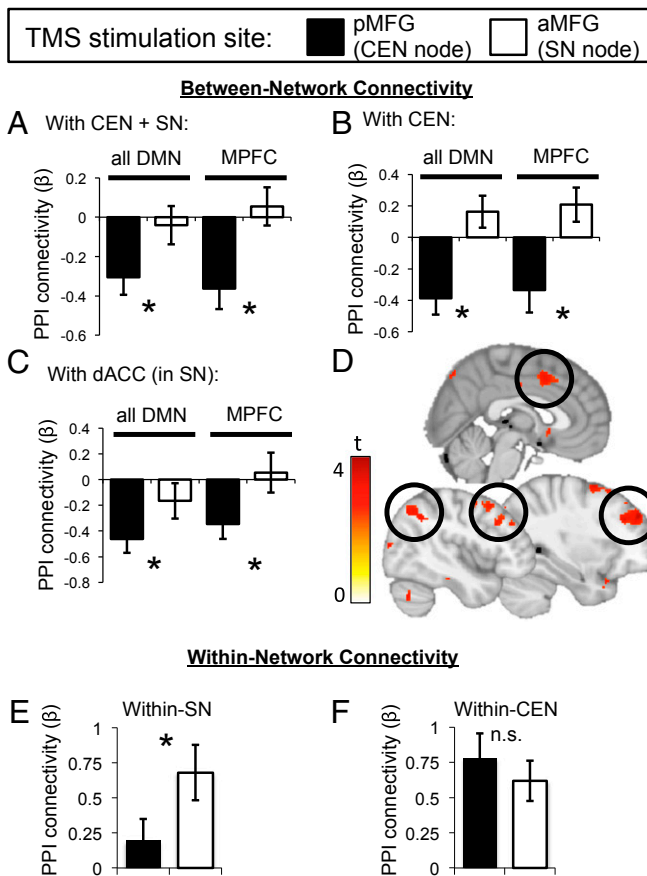 TMS stimulation site: pMFG (CEN node) aMFG (SN node)
Between-Network Connectivity
A With CEN + SN:
all DMN MPFC
PPI connectivity (β)
0.2
0
-0.2
-0.4
-0.6
* *
B With CEN:
all DMN MPFC
PPI connectivity (β)
0.4
0.2
0
-0.2
-0.4
-0.6
* *
C With dACC (in SN):
all DMN MPFC
PPI connectivity (β)
0.4
0.2
0
-0.2
-0.4
-0.6
-0.8
* *
D
t
4
0
Within-Network Connectivity
E Within-SN
PPI connectivity (β)
1
0.75
0.5
0.25
0
*
F Within-CEN
n.s.
PPI connectivity (β)
1
0.75
0.5
0.25
0